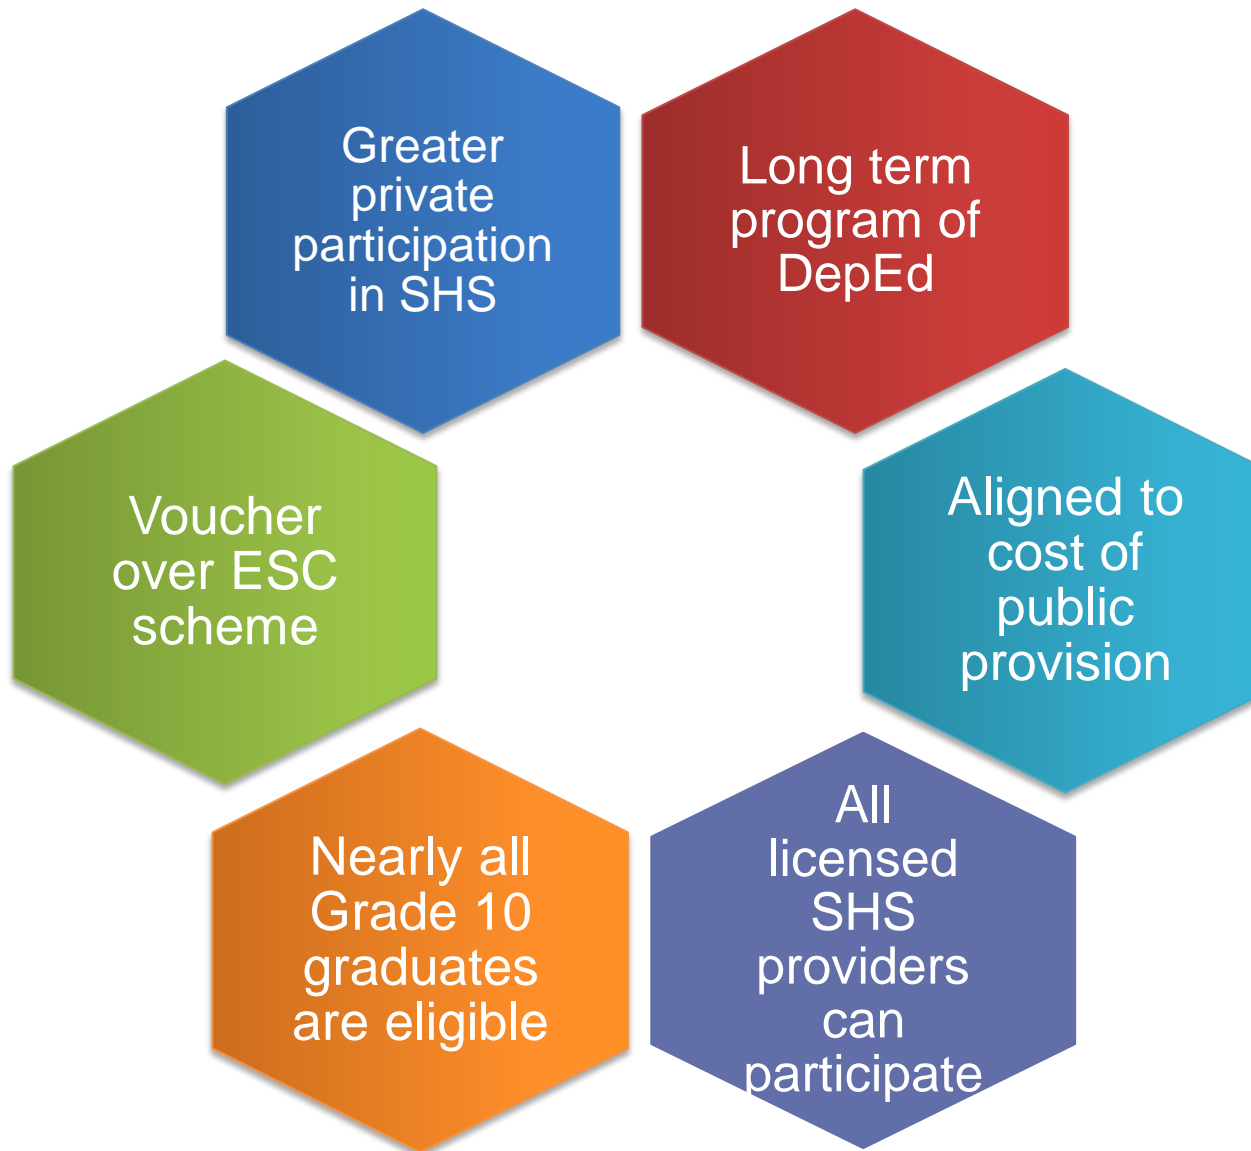 Greater
private
participation
in SHS
Long term
program of
DepEd
Voucher
over ESC
scheme
Aligned to
cost of
public
provision
Nearly all
Grade 10
graduates
are eligible
All
licensed
SHS
providers
can
participate